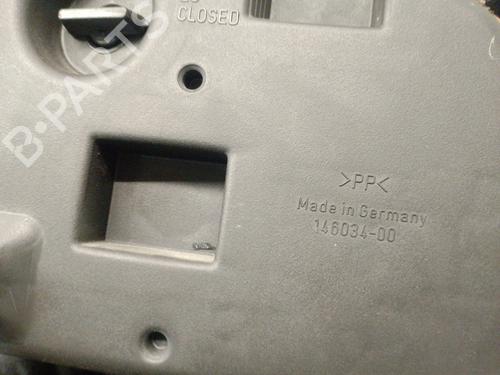 CLOSED
B-PARTS
>PP<
Made in Germany
146034-00